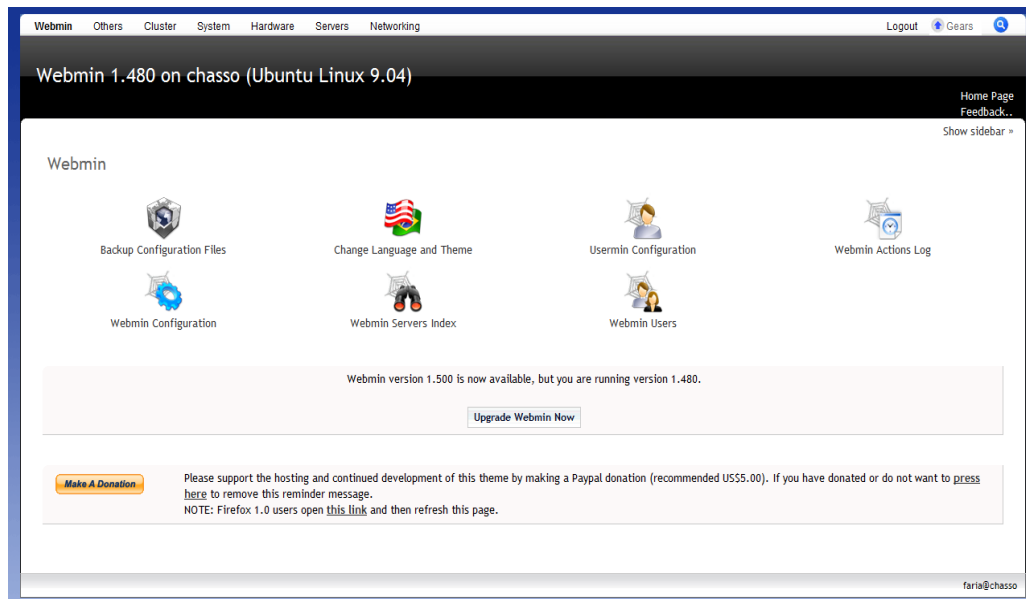 Webmin Others Cluster System Hardware Servers Networking Logout Gears
Webmin 1.480 on chasso (Ubuntu Linux 9.04)
Home Page
Feedback..
Show sidebar »
Webmin
Backup Configuration Files Change Language and Theme Usermin Configuration Webmin Actions Log
Webmin Configuration Webmin Servers Index Webmin Users
Webmin version 1.500 is now available, but you are running version 1.480.
Upgrade Webmin Now
Make A Donation
Please support the hosting and continued development of this theme by making a Paypal donation (recommended US$5.00). If you have donated or do not want to press
here to remove this reminder message.
NOTE: Firefox 1.0 users open this link and then refresh this page.
faria@chasso